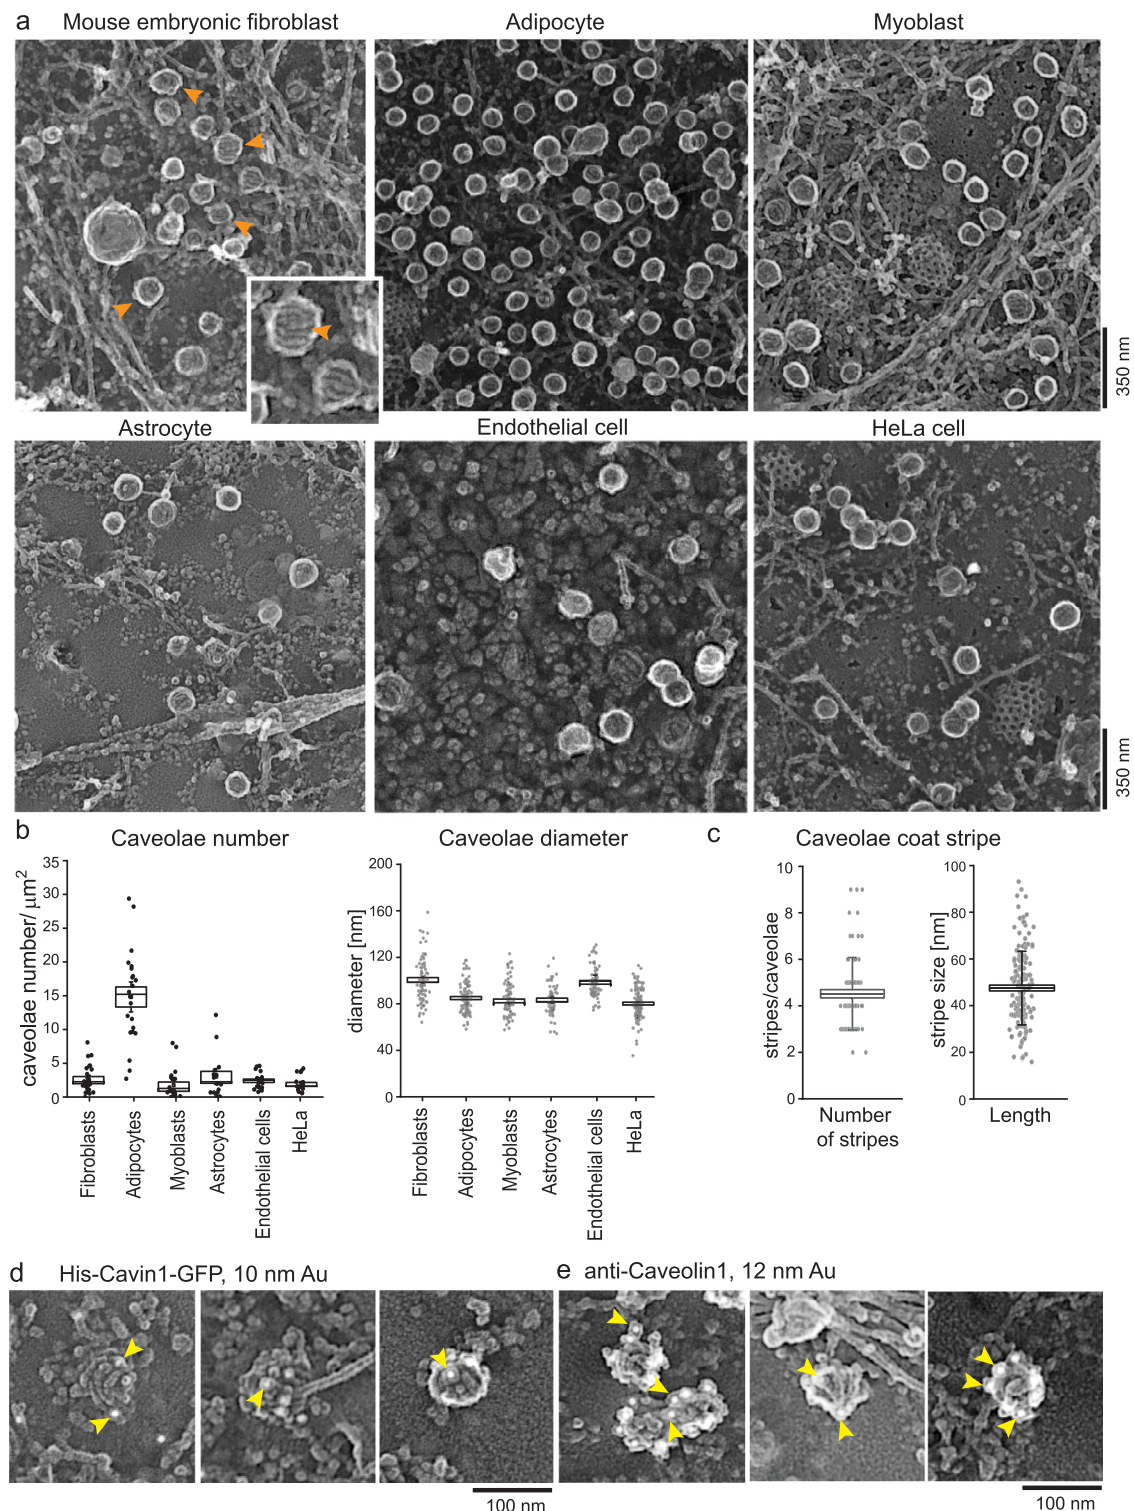 a
Mouse embryonic fibroblast
Adipocyte
Myoblast
350 nm
Astrocyte
Endothelial cell
HeLa cell
350 nm
b
Caveolae number
caveolae number/μm²
35
30
25
20
15
10
5
0
Fibroblasts
Adipocytes
Myoblasts
Astrocytes
Endothelial cells
HeLa
Caveolae diameter
diameter [nm]
200
160
120
80
40
0
Fibroblasts
Adipocytes
Myoblasts
Astrocytes
Endothelial cells
HeLa
c
Caveolae coat stripe
stripes/caveolae
10
8
6
4
2
0
Number
of stripes
stripe size [nm]
100
80
60
40
20
0
Length
d
His-Cavin1-GFP, 10 nm Au
100 nm
e
anti-Caveolin1, 12 nm Au
100 nm